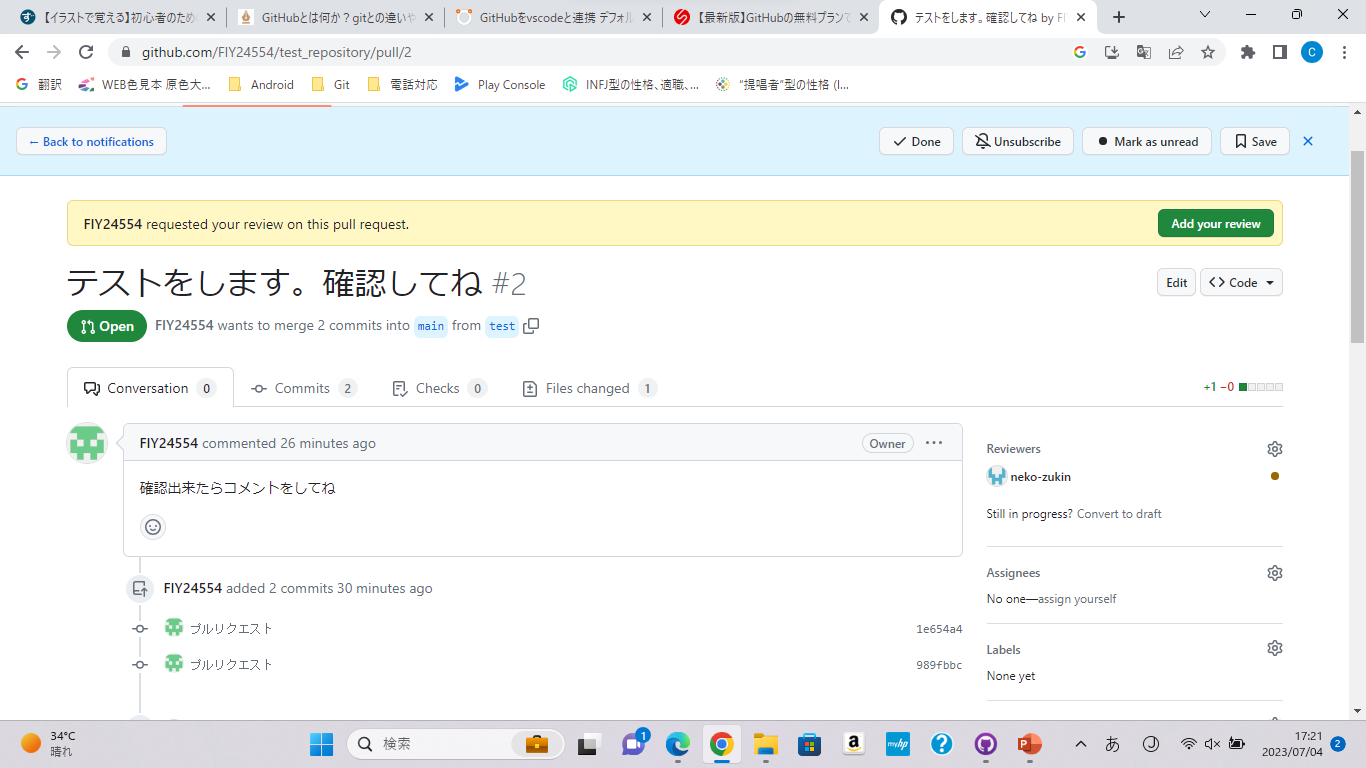 【イラストで覚える】初心者のため
GitHubとは何か？gitとの違いや
GitHubをvscodeと連携 デフォル
【最新版】GitHubの無料プランで
テストをします。確認してね by FI
github.com/FIY24554/test_repository/pull/2
C
翻訳
WEB色見本 原色大...
Android
Git
電話対応
Play Console
INFJ型の性格、適職、...
“提唱者”型の性格 (I...
← Back to notifications
Done
Unsubscribe
Mark as unread
Save
FIY24554 requested your review on this pull request.
Add your review
テストをします。確認してね #2
Edit
<> Code
Open
FIY24554 wants to merge 2 commits into main from test
Conversation 0
Commits 2
Checks 0
Files changed 1
+1 −0
FIY24554 commented 26 minutes ago
Owner
確認出来たらコメントをしてね
FIY24554 added 2 commits 30 minutes ago
プルリクエスト
1e654a4
プルリクエスト
989fbbc
Reviewers
neko-zukin
Still in progress? Convert to draft
Assignees
No one—assign yourself
Labels
None yet
34°C
晴れ
検索
1
a
myhp
?
P
あ
17:21
2023/07/04
2